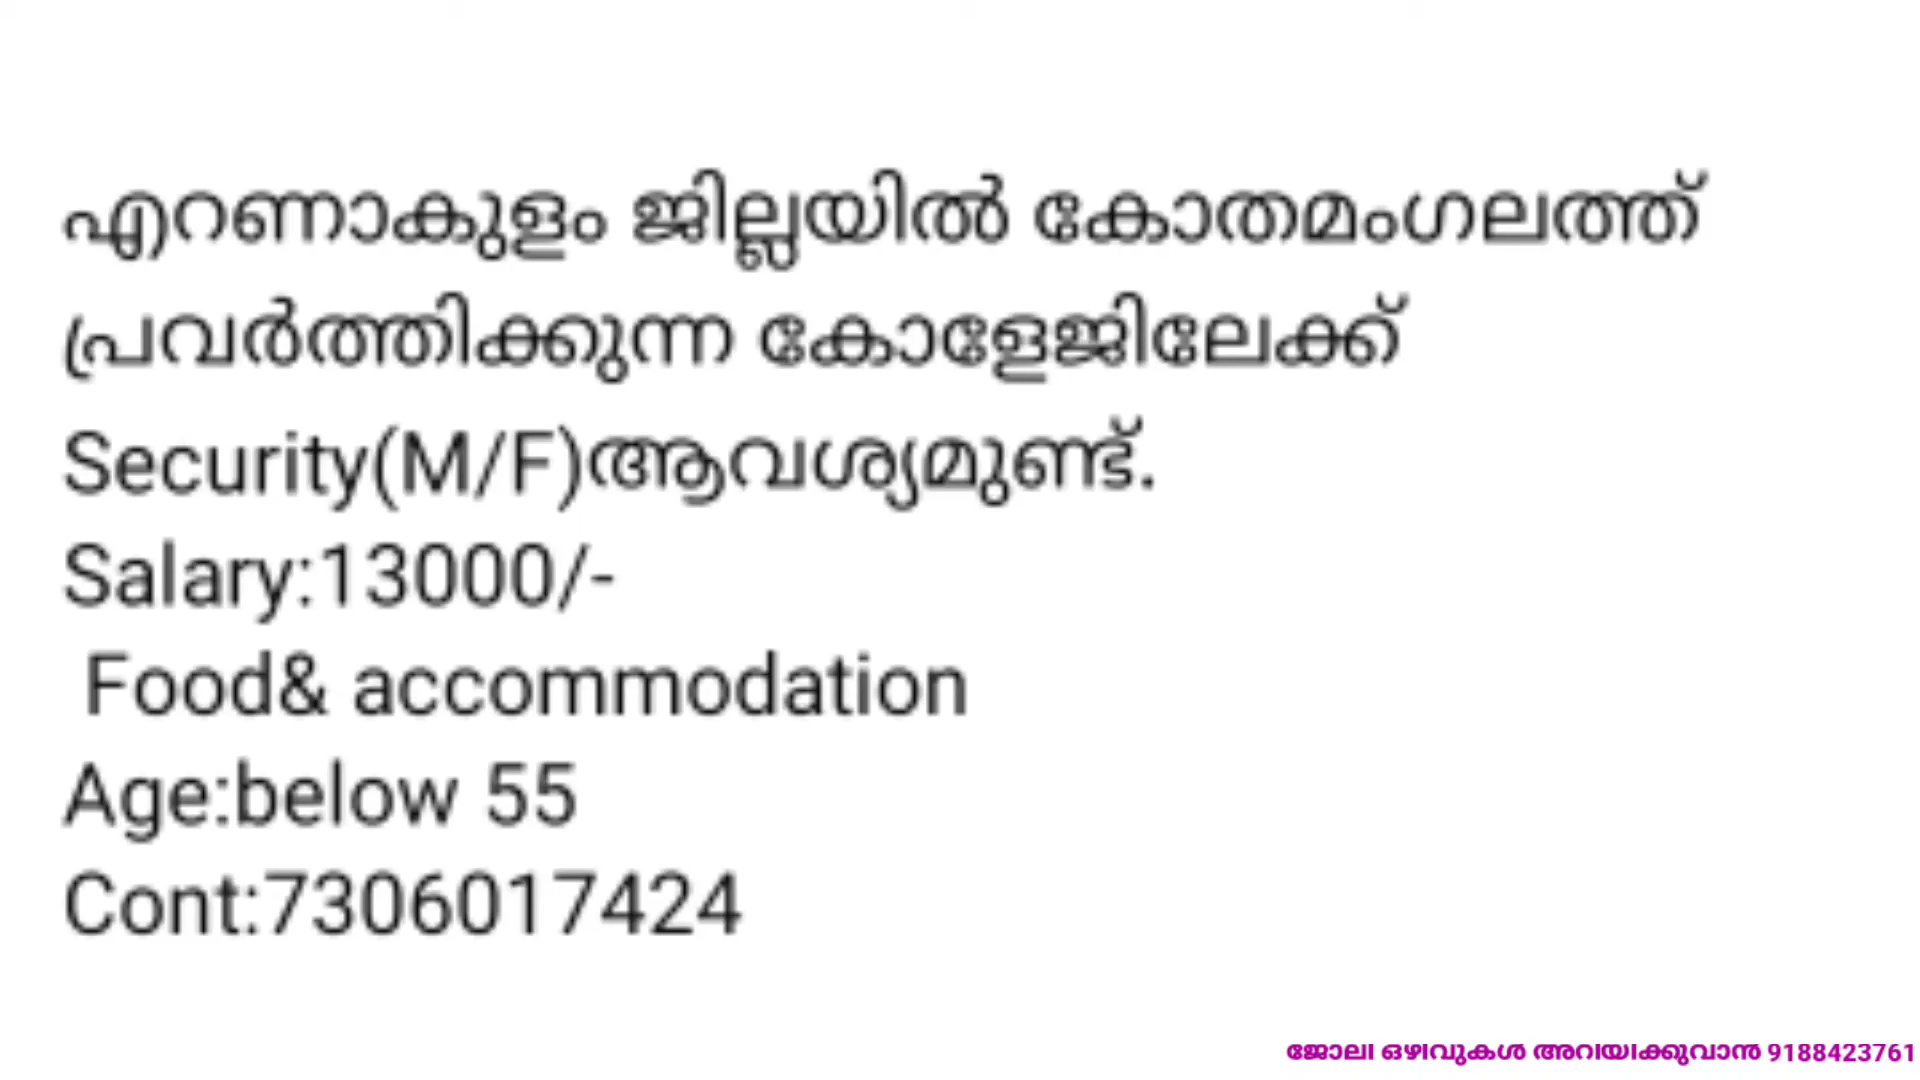 എറണാകുളം ജില്ലയിൽ കോതമംഗലത്ത്
പ്രവർത്തിക്കുന്ന കോളേജിലേക്ക്
Security(M/F)ആവശ്യമുണ്ട്.
Salary:13000/-
Food& accommodation
Age:below 55
Cont:7306017424
ജോലി ഒഴിവുകൾ അറിയിക്കുവാൻ 9188423761